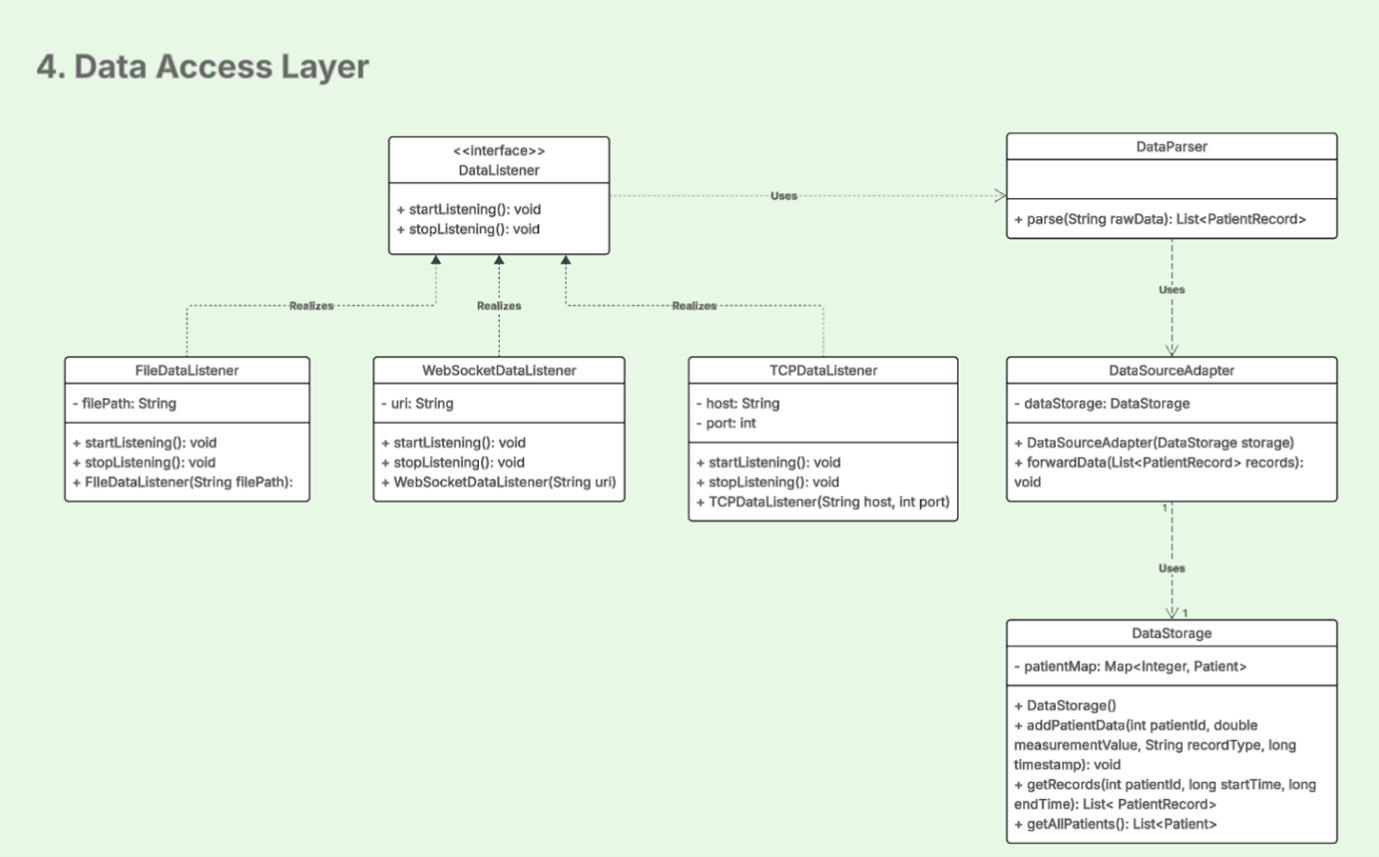 4. Data Access Layer
<<interface>>
DataListener
+ startListening(): void
+ stopListening(): void
Uses
DataParser
+ parse(String rawData): List<PatientRecord>
Realizes
Realizes
Realizes
Uses
FileDataListener
- filePath: String
+ startListening(): void
+ stopListening(): void
+ FIleDataListener(String filePath):
WebSocketDataListener
- uri: String
+ startListening(): void
+ stopListening(): void
+ WebSocketDataListener(String uri)
TCPDataListener
- host: String
- port: int
+ startListening(): void
+ stopListening(): void
+ TCPDataListener(String host, int port)
DataSourceAdapter
- dataStorage: DataStorage
+ DataSourceAdapter(DataStorage storage)
+ forwardData(List<PatientRecord> records):
void
1
Uses
1
DataStorage
- patientMap: Map<Integer, Patient>
+ DataStorage()
+ addPatientData(int patientId, double
measurementValue, String recordType, long
timestamp): void
+ getRecords(int patientId, long startTime, long
endTime): List< PatientRecord>
+ getAllPatients(): List<Patient>